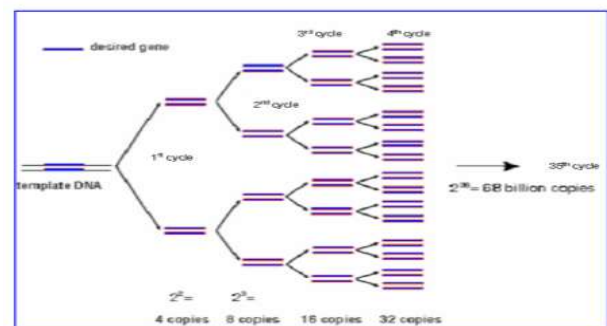 desired gene
3rd cycle
4th cycle
2nd cycle
1st cycle
template DNA
35th cycle
2³⁶= 68 billion copies
2²=
2³=
4 copies
8 copies
16 copies
32 copies